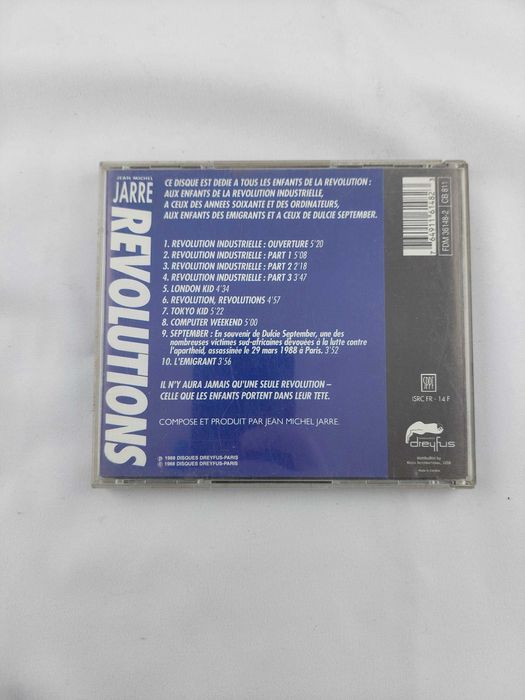 JEAN MICHEL
JARRE
REVOLUTIONS
CE DISQUE EST DEDIE A TOUS LES ENFANTS DE LA REVOLUTION :
AUX ENFANTS DE LA REVOLUTION INDUSTRIELLE,
A CEUX DES ANNEES SOIXANTE ET DES ORDINATEURS,
AUX ENFANTS DES EMIGRANTS ET A CEUX DE DULCIE SEPTEMBER.
1. REVOLUTION INDUSTRIELLE : OUVERTURE 5'20
2. REVOLUTION INDUSTRIELLE : PART 1 5'08
3. REVOLUTION INDUSTRIELLE : PART 2 2'18
4. REVOLUTION INDUSTRIELLE : PART 3 3'47
5. LONDON KID 4'34
6. REVOLUTION, REVOLUTIONS 4'57
7. TOKYO KID 5'22
8. COMPUTER WEEKEND 5'00
9. SEPTEMBER : En souvenir de Dulcie September, une des
nombreuses victimes sud-africaines dévouées à la lutte contre
l'apartheid, assassinée le 29 mars 1988 à Paris. 3'52
10. L'EMIGRANT 3'56
IL N'Y AURA JAMAIS QU'UNE SEULE REVOLUTION –
CELLE QUE LES ENFANTS PORTENT DANS LEUR TETE.
COMPOSE ET PRODUIT PAR JEAN MICHEL JARRE.
℗ 1988 DISQUES DREYFUS-PARIS
© 1988 DISQUES DREYFUS-PARIS
FDM 36148-2 CB 811
ISRC FR - 14 F
dreyfus
distributed by